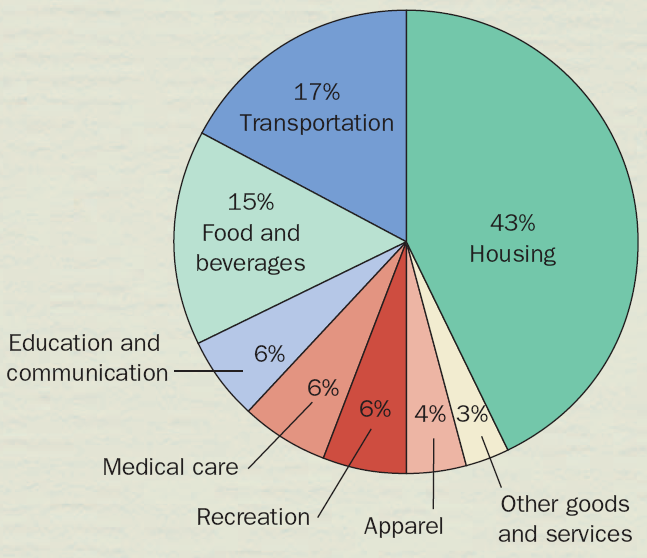 17%
Transportation
43%
Housing
15%
Food and
beverages
Education and
communication
6%
Medical care
6%
Recreation
6%
Apparel
4%
Other goods
and services
3%